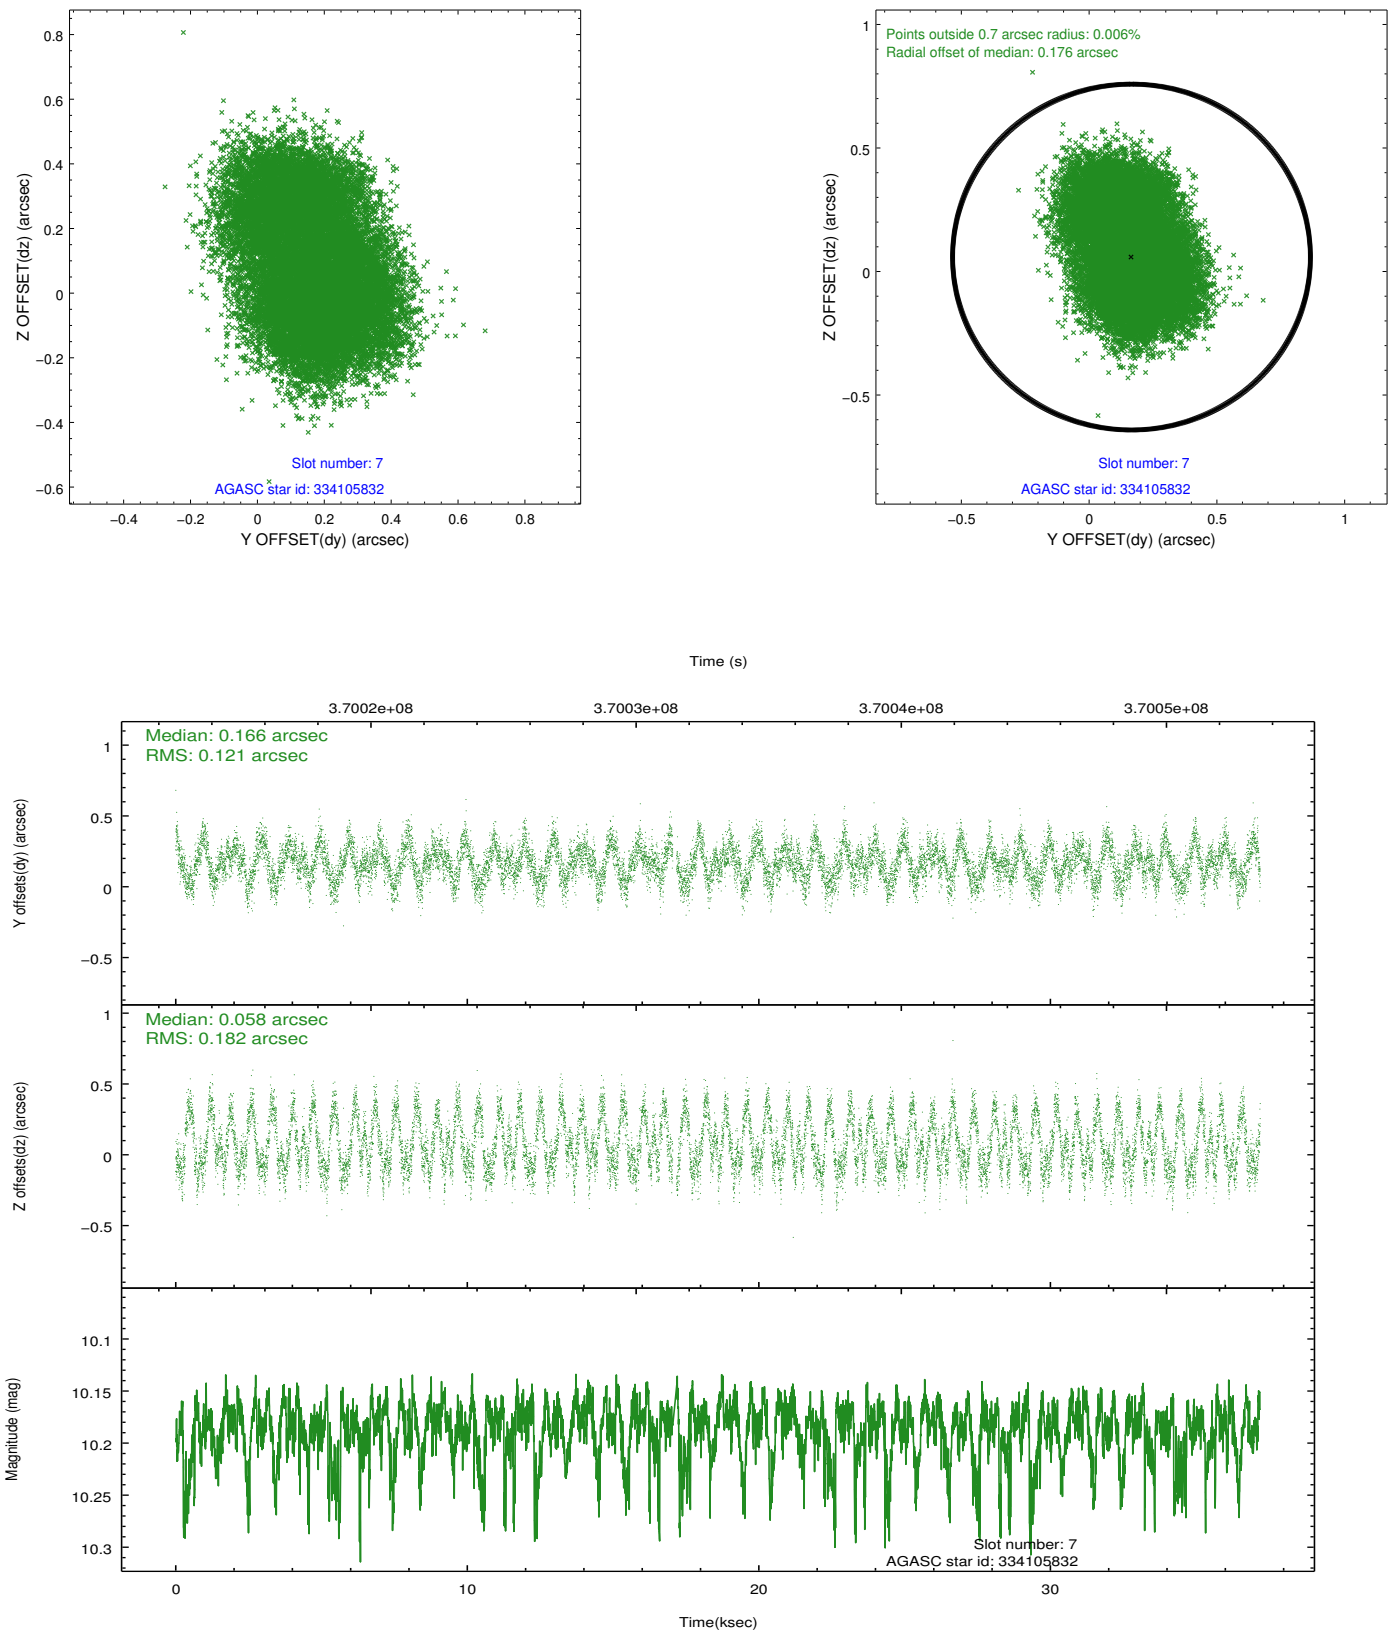 0.8
0.6
0.4
0.2
0
−0.2
−0.4
−0.6
−0.4
−0.2
0
0.2
0.4
0.6
0.8
Z OFFSET(dz) (arcsec)
Y OFFSET(dy) (arcsec)
Slot number: 7
AGASC star id: 334105832
Points outside 0.7 arcsec radius: 0.006%
Radial offset of median: 0.176 arcsec
1
0.5
0
−0.5
−0.5
0
0.5
1
Z OFFSET(dz) (arcsec)
Y OFFSET(dy) (arcsec)
Slot number: 7
AGASC star id: 334105832
Time (s)
3.7002e+08
3.7003e+08
3.7004e+08
3.7005e+08
Median: 0.166 arcsec
RMS: 0.121 arcsec
1
0.5
0
−0.5
Y offsets(dy) (arcsec)
Median: 0.058 arcsec
RMS: 0.182 arcsec
1
0.5
0
−0.5
Z offsets(dz) (arcsec)
10.1
10.15
10.2
10.25
10.3
Magnitude (mag)
Slot number: 7
AGASC star id: 334105832
0
10
20
30
Time(ksec)